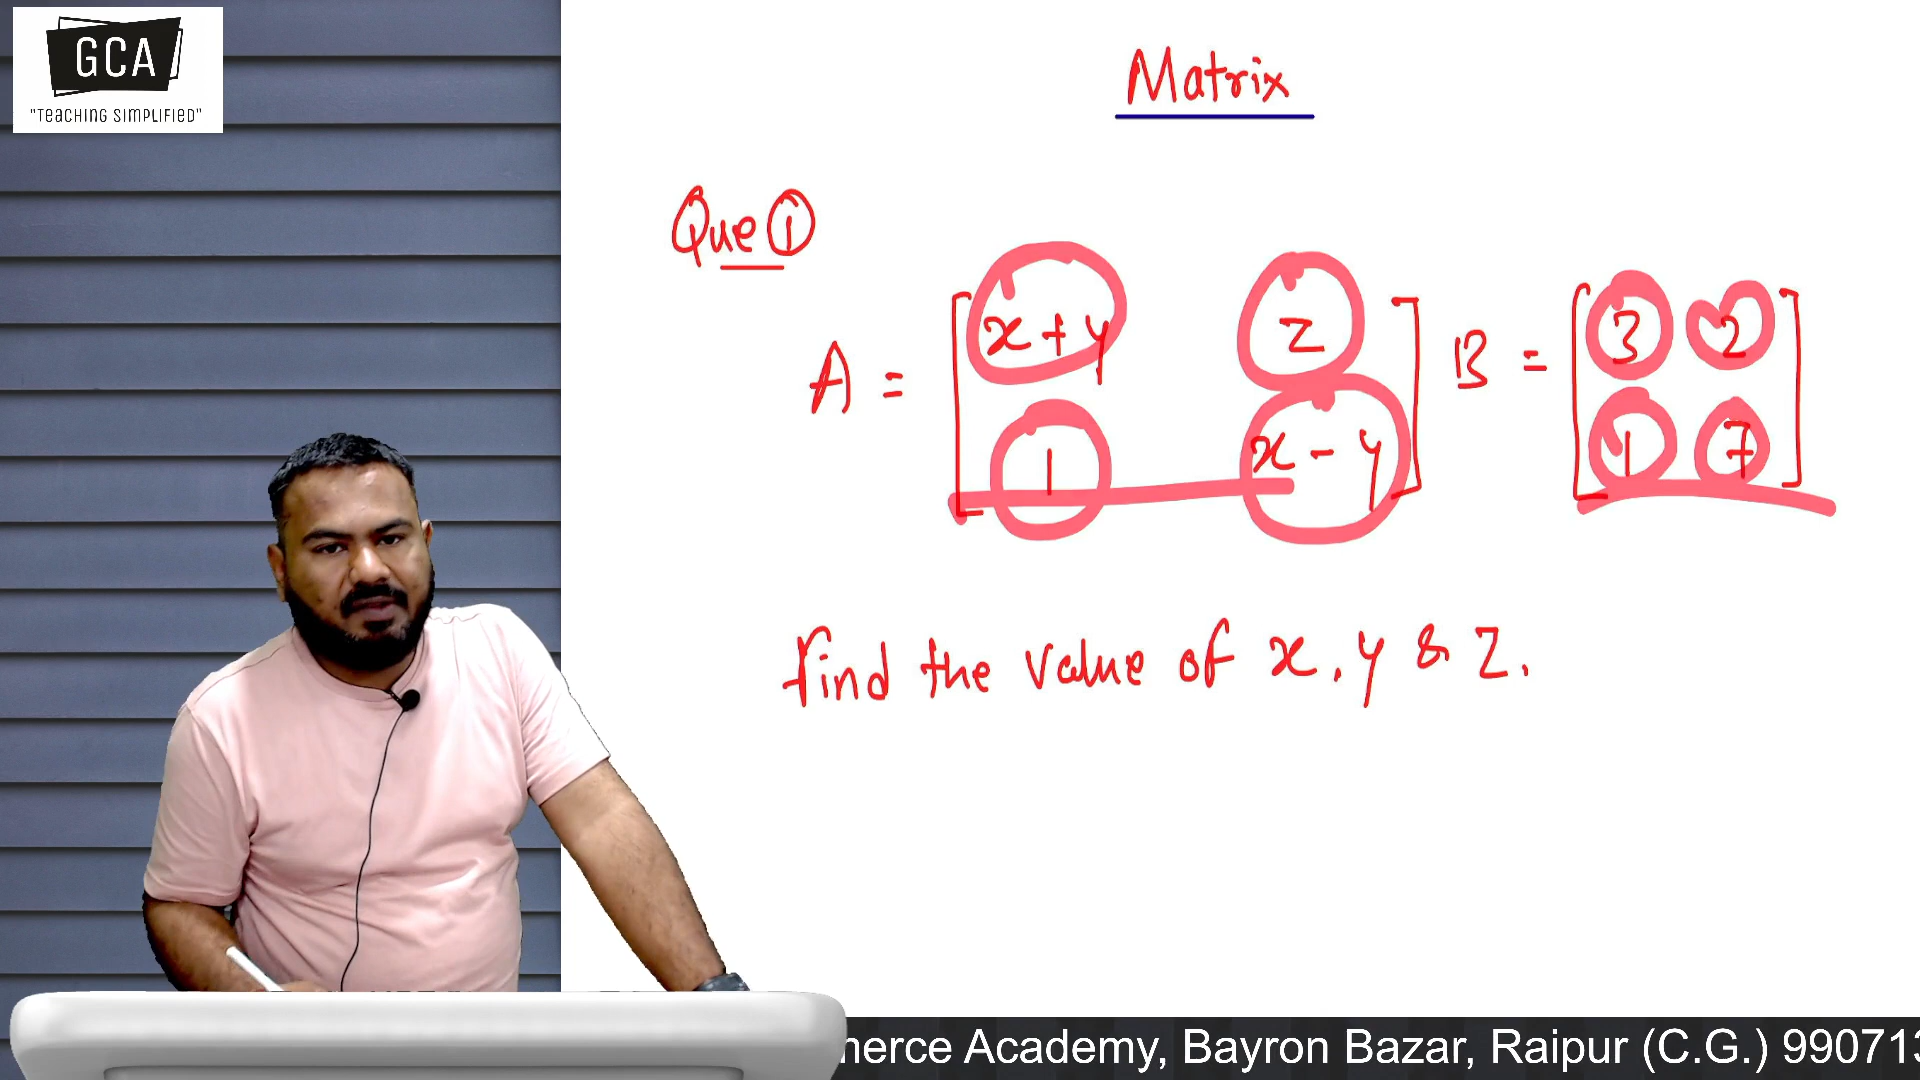 GCA
"TEACHING SIMPLIFIED"
Matrix
Que ①
A = [ x + y z
1 x - y ] B = [ 3 2
1 7 ]
find the value of x, y & z.
merce Academy, Bayron Bazar, Raipur (C.G.) 990713